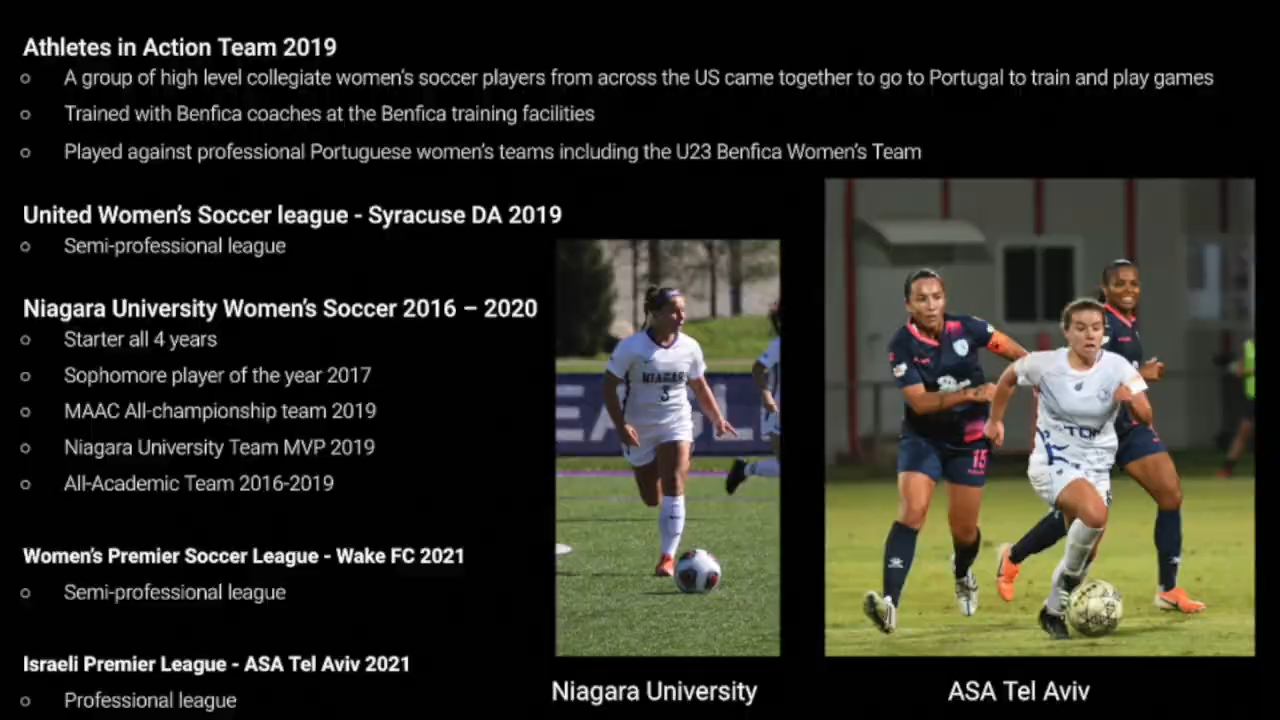 Athletes in Action Team 2019
A group of high level collegiate women's soccer players from across the US came together to go to Portugal to train and play games
Trained with Benfica coaches at the Benfica training facilities
Played against professional Portuguese women's teams including the U23 Benfica Women's Team
United Women's Soccer league - Syracuse DA 2019
Semi-professional league
Niagara University Women's Soccer 2016 – 2020
Starter all 4 years
Sophomore player of the year 2017
MAAC All-championship team 2019
Niagara University Team MVP 2019
All-Academic Team 2016-2019
Women's Premier Soccer League - Wake FC 2021
Semi-professional league
Israeli Premier League - ASA Tel Aviv 2021
Professional league
NIAGARA
5
15
Niagara University
ASA Tel Aviv